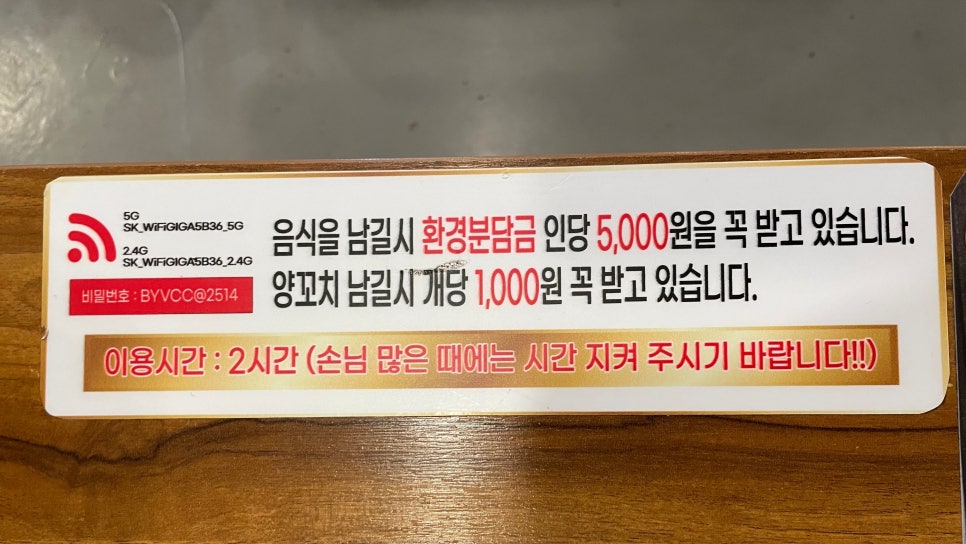 5G
SK_WiFiGIGA5B36_5G
2.4G
SK_WiFiGIGA5B36_2.4G
비밀번호 : BYVCC@2514
음식을 남길시 환경분담금 인당 5,000원을 꼭 받고 있습니다.
양꼬치 남길시 개당 1,000원 꼭 받고 있습니다.
이용시간 : 2시간 (손님 많은 때에는 시간 지켜 주시기 바랍니다!!)